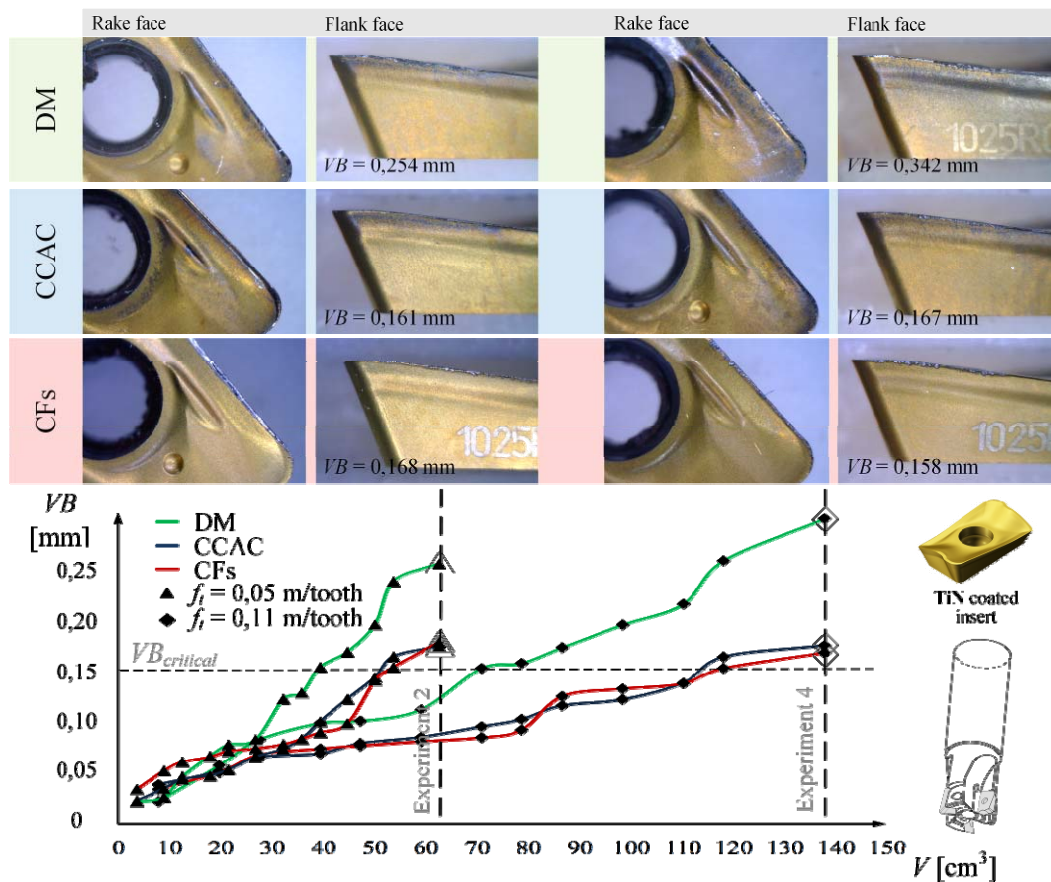 Rake face Flank face Rake face Flank face
DM
VB = 0,254 mm
1025R
VB = 0,342 mm
CCAC
VB = 0,161 mm
VB = 0,167 mm
CFs
1025
VB = 0,168 mm
1025
VB = 0,158 mm
VB
[mm]
DM
CCAC
CFs
fₜ = 0,05 m/tooth
fₜ = 0,11 m/tooth
VBcritical
0,25
0,20
0,15
0,10
0,05
0
Experiment 2
Experiment 4
TiN coated
insert
0 10 20 30 40 50 60 70 80 90 100 110 120 130 140 150
V [cm³]